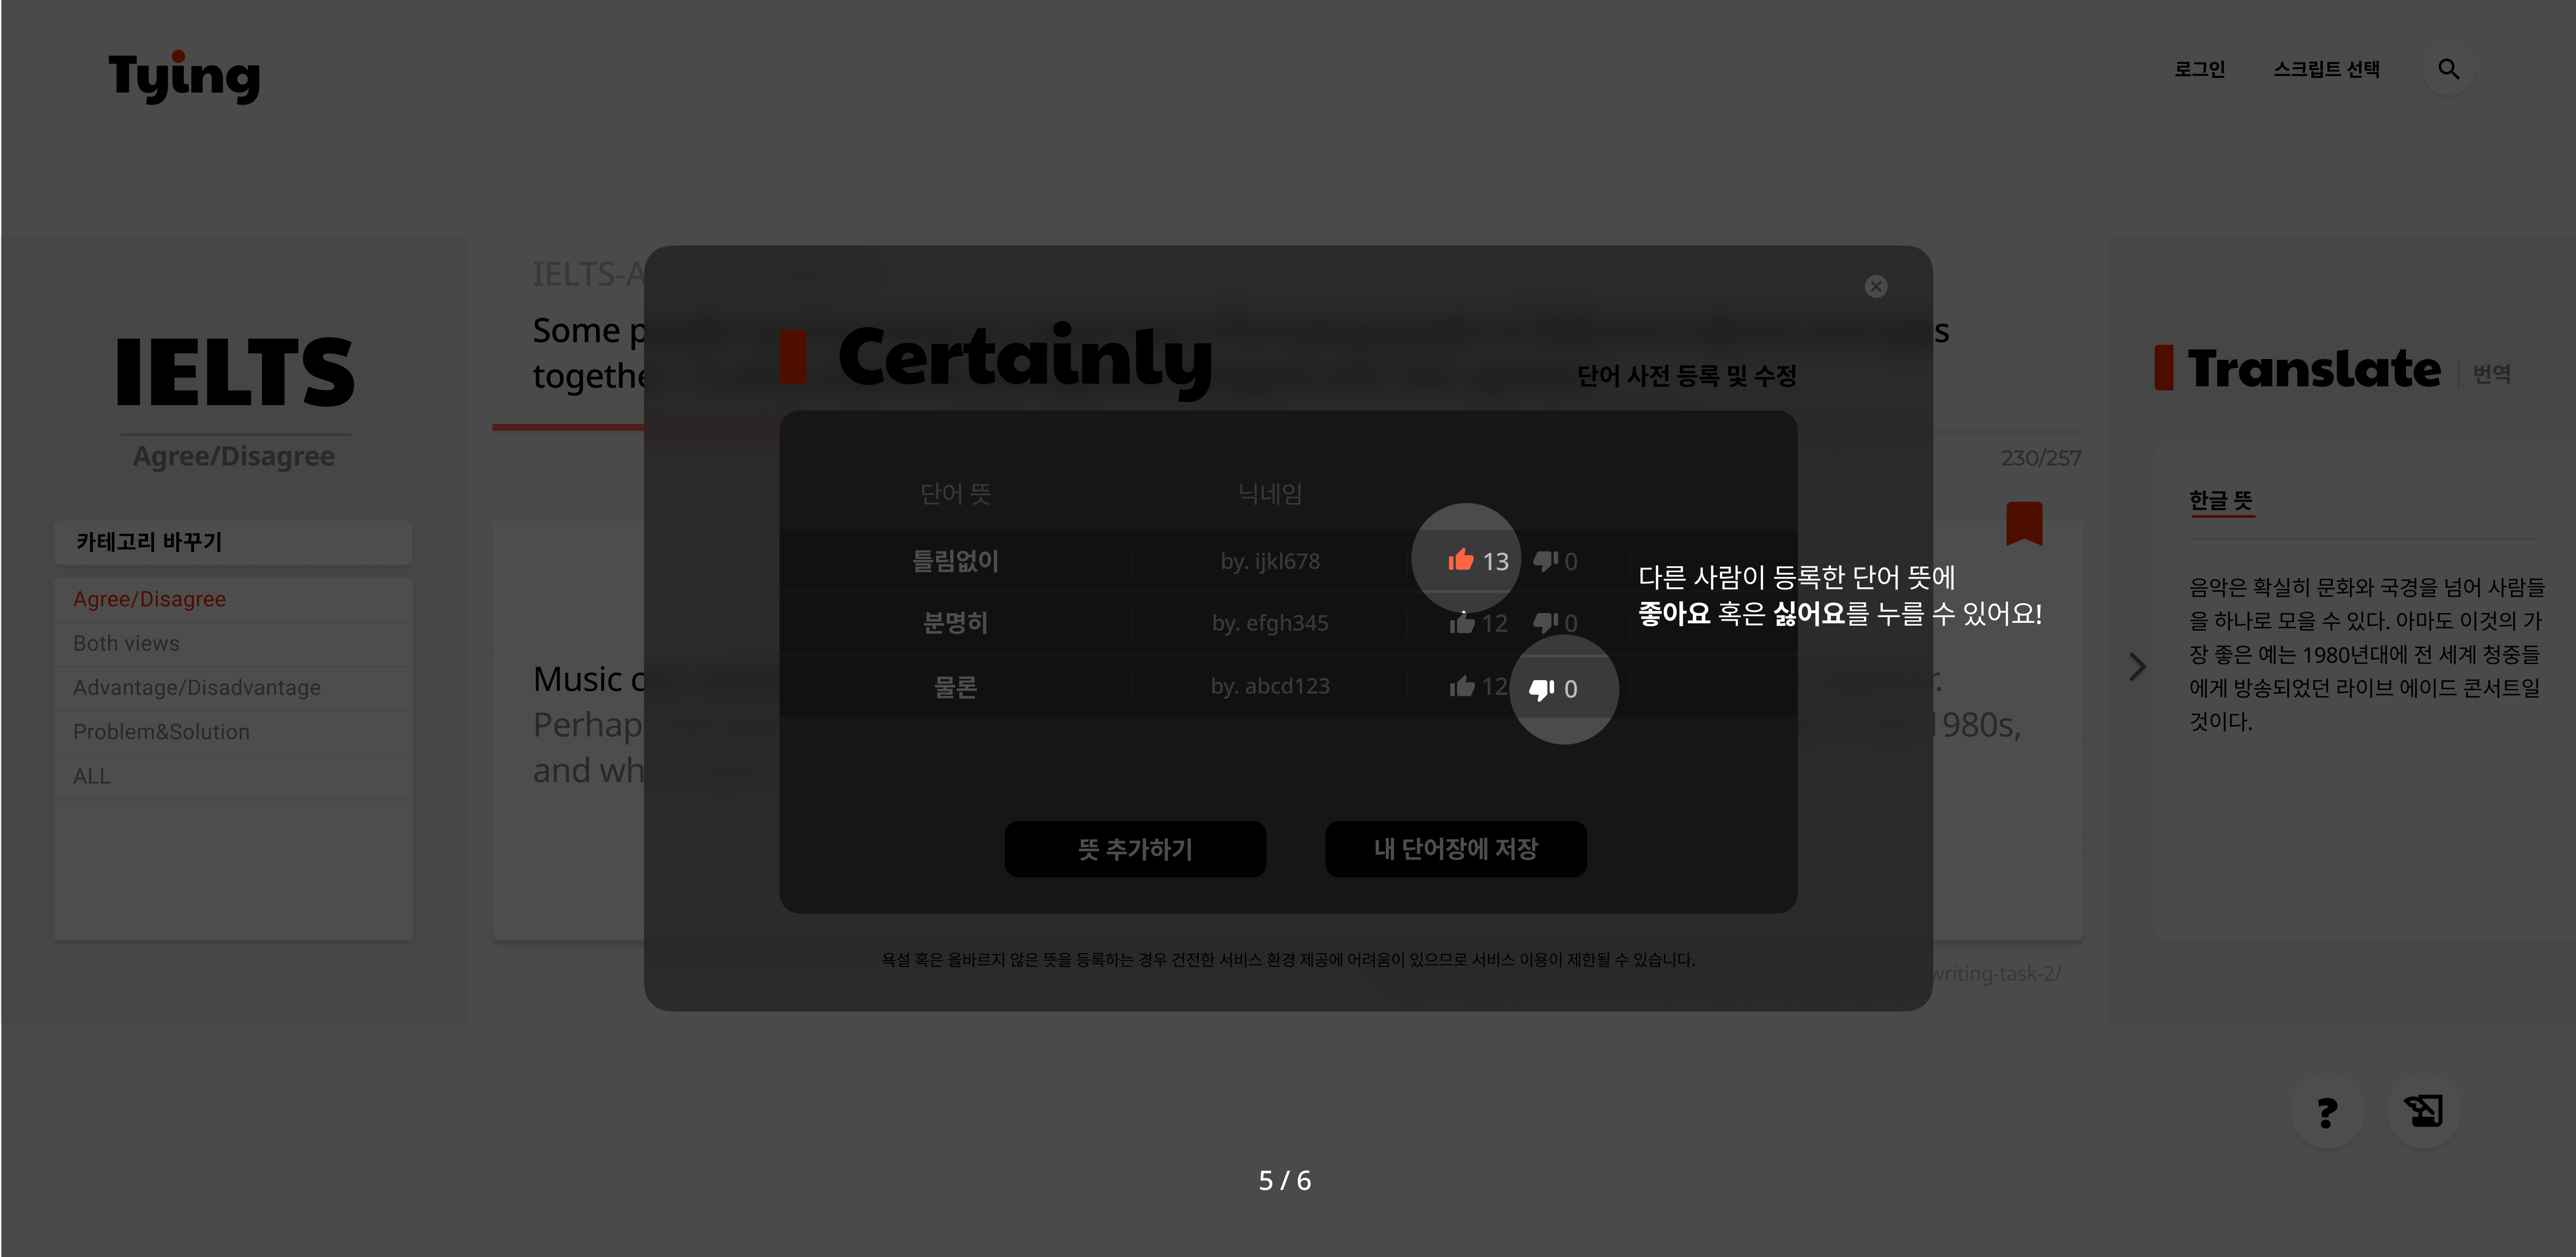 Tying
로그인
스크립트 선택
IELTS
Agree/Disagree
카테고리 바꾸기
Agree/Disagree
Both views
Advantage/Disadvantage
Problem&Solution
ALL
IELTS-A
Some
together
230/257
Music
Perhap
1980s,
and
writing-task-2/
Certainly
단어 사전 등록 및 수정
단어 뜻 닉네임
틀림없이 by. ijkl678 13 0
분명히 by. efgh345 12 0
물론 by. abcd123 12 0
다른 사람이 등록한 단어 뜻에
좋아요 혹은 싫어요를 누를 수 있어요!
뜻 추가하기
내 단어장에 저장
욕설 혹은 올바르지 않은 뜻을 등록하는 경우 건전한 서비스 환경 제공에 어려움이 있으므로 서비스 이용이 제한될 수 있습니다.
Translate 번역
한글 뜻
음악은 확실히 문화와 국경을 넘어 사람들
을 하나로 모을 수 있다. 아마도 이것의 가
장 좋은 예는 1980년대에 전 세계 청중들
에게 방송되었던 라이브 에이드 콘서트일
것이다.
?
5 / 6